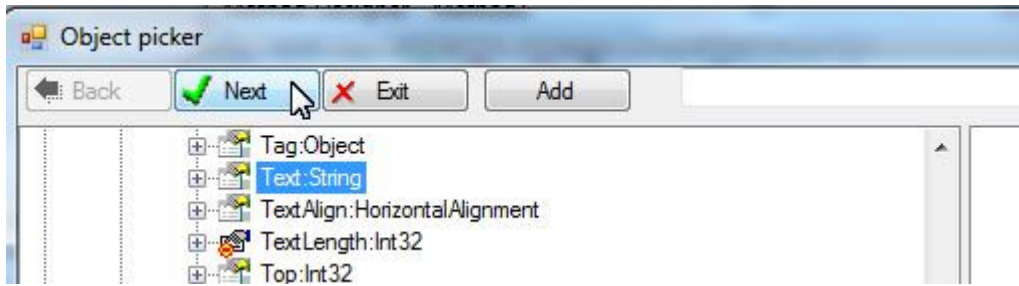 Object picker
Back Next Exit Add
Tag:Object
Text:String
TextAlign:HorizontalAlignment
TextLength:Int32
Top:Int32